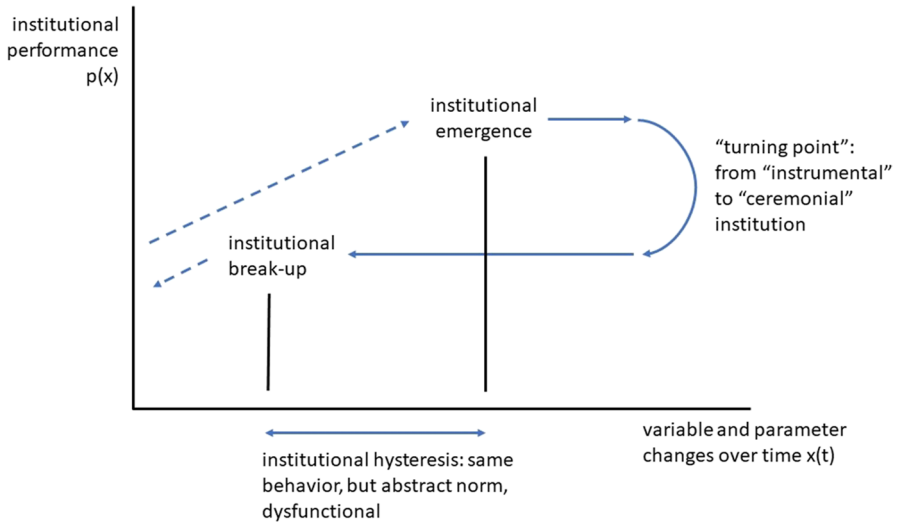 institutional
performance
p(x)
institutional
emergence
“turning point”:
from “instrumental”
to “ceremonial”
institution
institutional
break-up
variable and parameter
changes over time x(t)
institutional hysteresis: same
behavior, but abstract norm,
dysfunctional